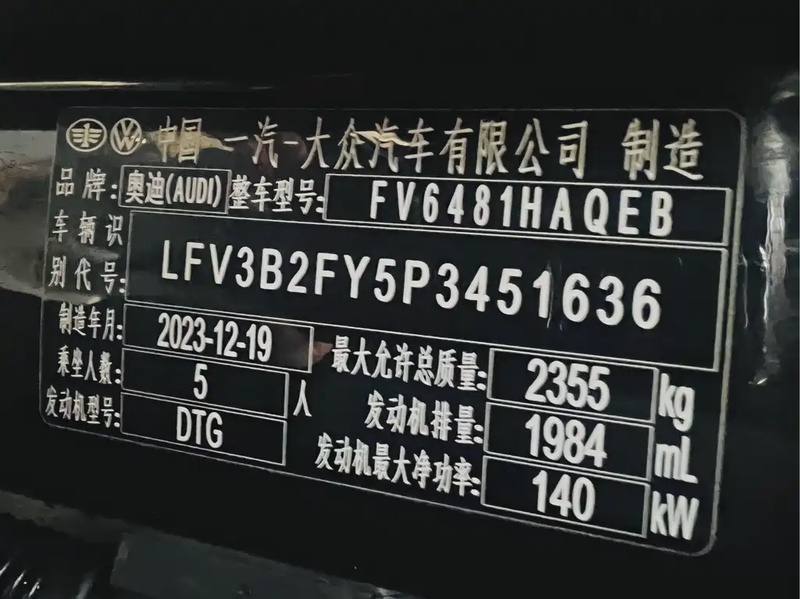 中国 一汽-大众汽车有限公司 制造
品牌: 奥迪(AUDI) 整车型号: FV6481HAQEB
车辆识别代号: LFV3B2FY5P3451636
制造年月: 2023-12-19 最大允许总质量: 2355 kg
乘坐人数: 5 人 发动机排量: 1984 mL
发动机型号: DTG 发动机最大净功率: 140 kW